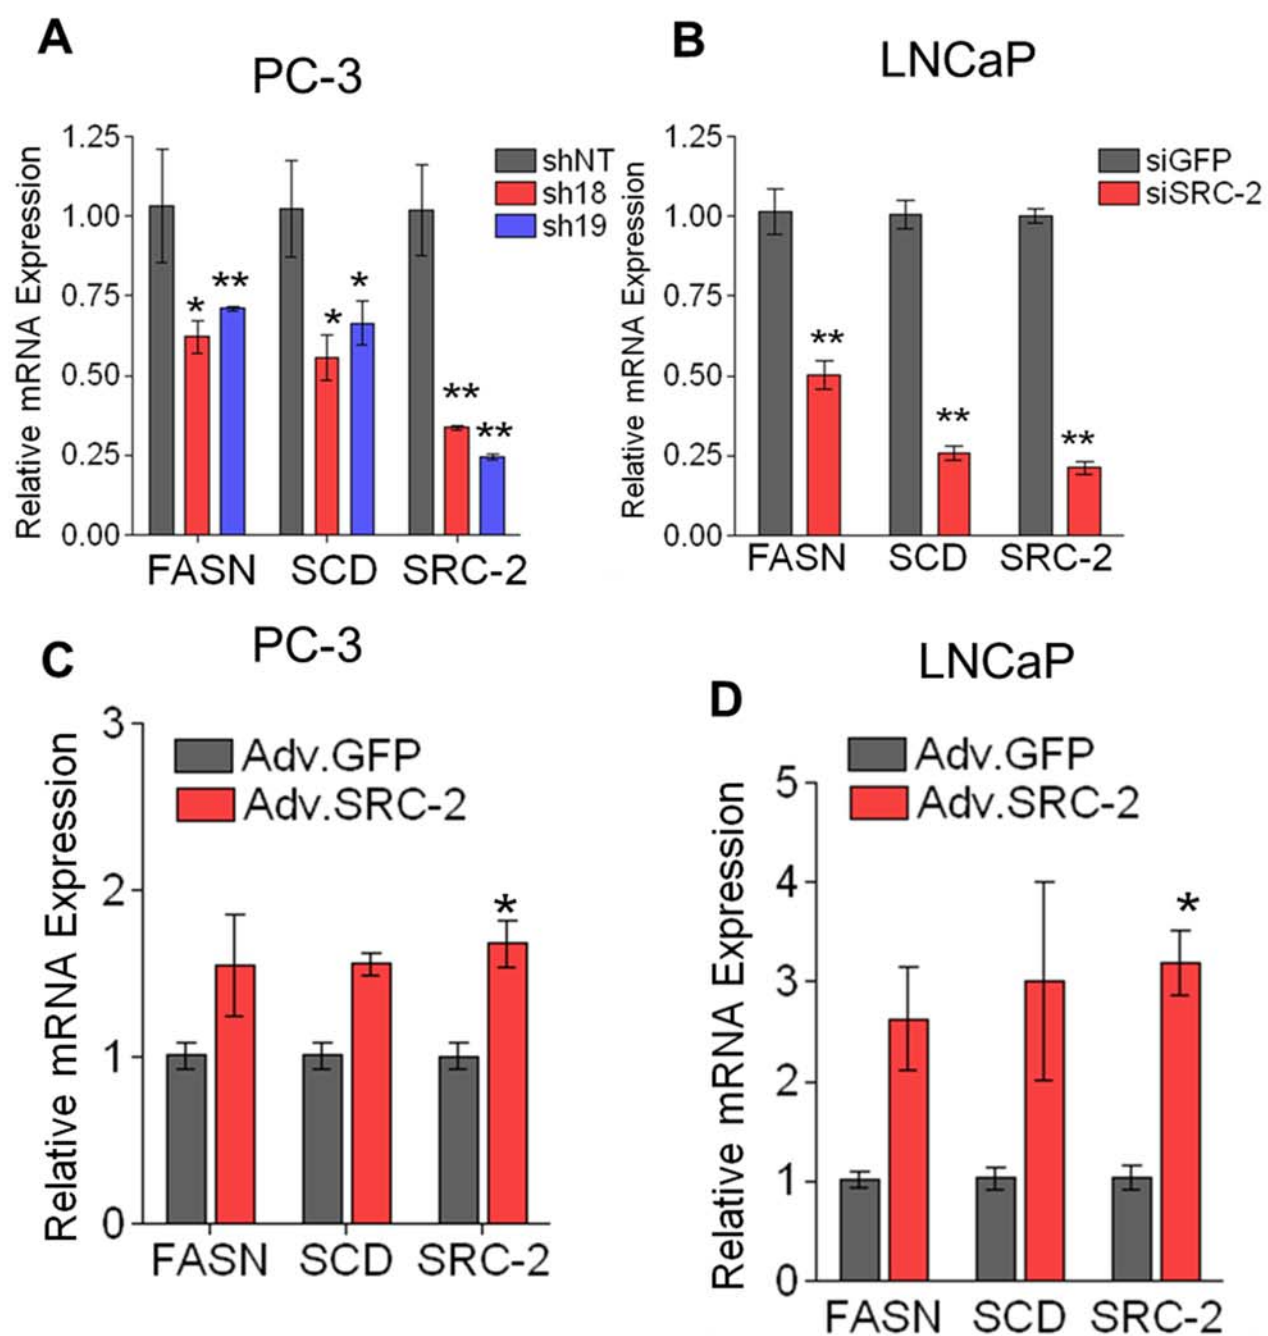 A
PC-3
Relative mRNA Expression
1.25
1.00
0.75
0.50
0.25
0.00
shNT
sh18
sh19
*
**
*
*
**
**
FASN SCD SRC-2
B
LNCaP
Relative mRNA Expression
1.25
1.00
0.75
0.50
0.25
0.00
siGFP
siSRC-2
**
**
**
FASN SCD SRC-2
C
PC-3
Relative mRNA Expression
3
2
1
0
Adv.GFP
Adv.SRC-2
*
FASN SCD SRC-2
D
LNCaP
Relative mRNA Expression
5
4
3
2
1
0
Adv.GFP
Adv.SRC-2
*
FASN SCD SRC-2